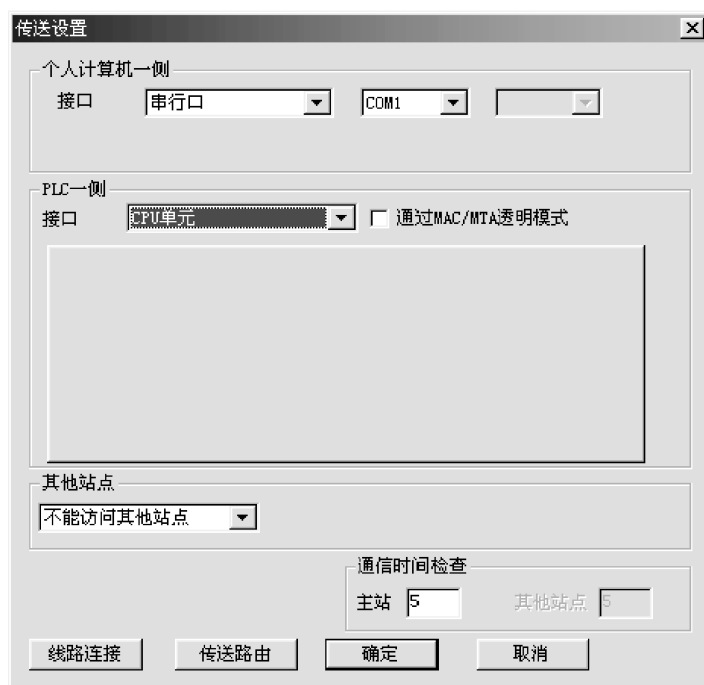 传送设置
个人计算机一侧
接口 串行口 COM1
PLC一侧
接口 CPU单元 通过MAC/MTA透明模式
其他站点
不能访问其他站点
通信时间检查
主站 5 其他站点 5
线路连接 传送路由 确定 取消